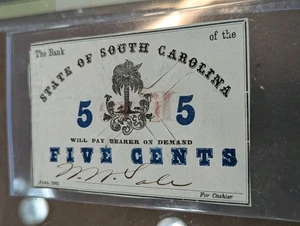 The Bank of the
STATE OF SOUTH CAROLINA
5 5
WILL PAY BEARER ON DEMAND
FIVE CENTS
For Cashier